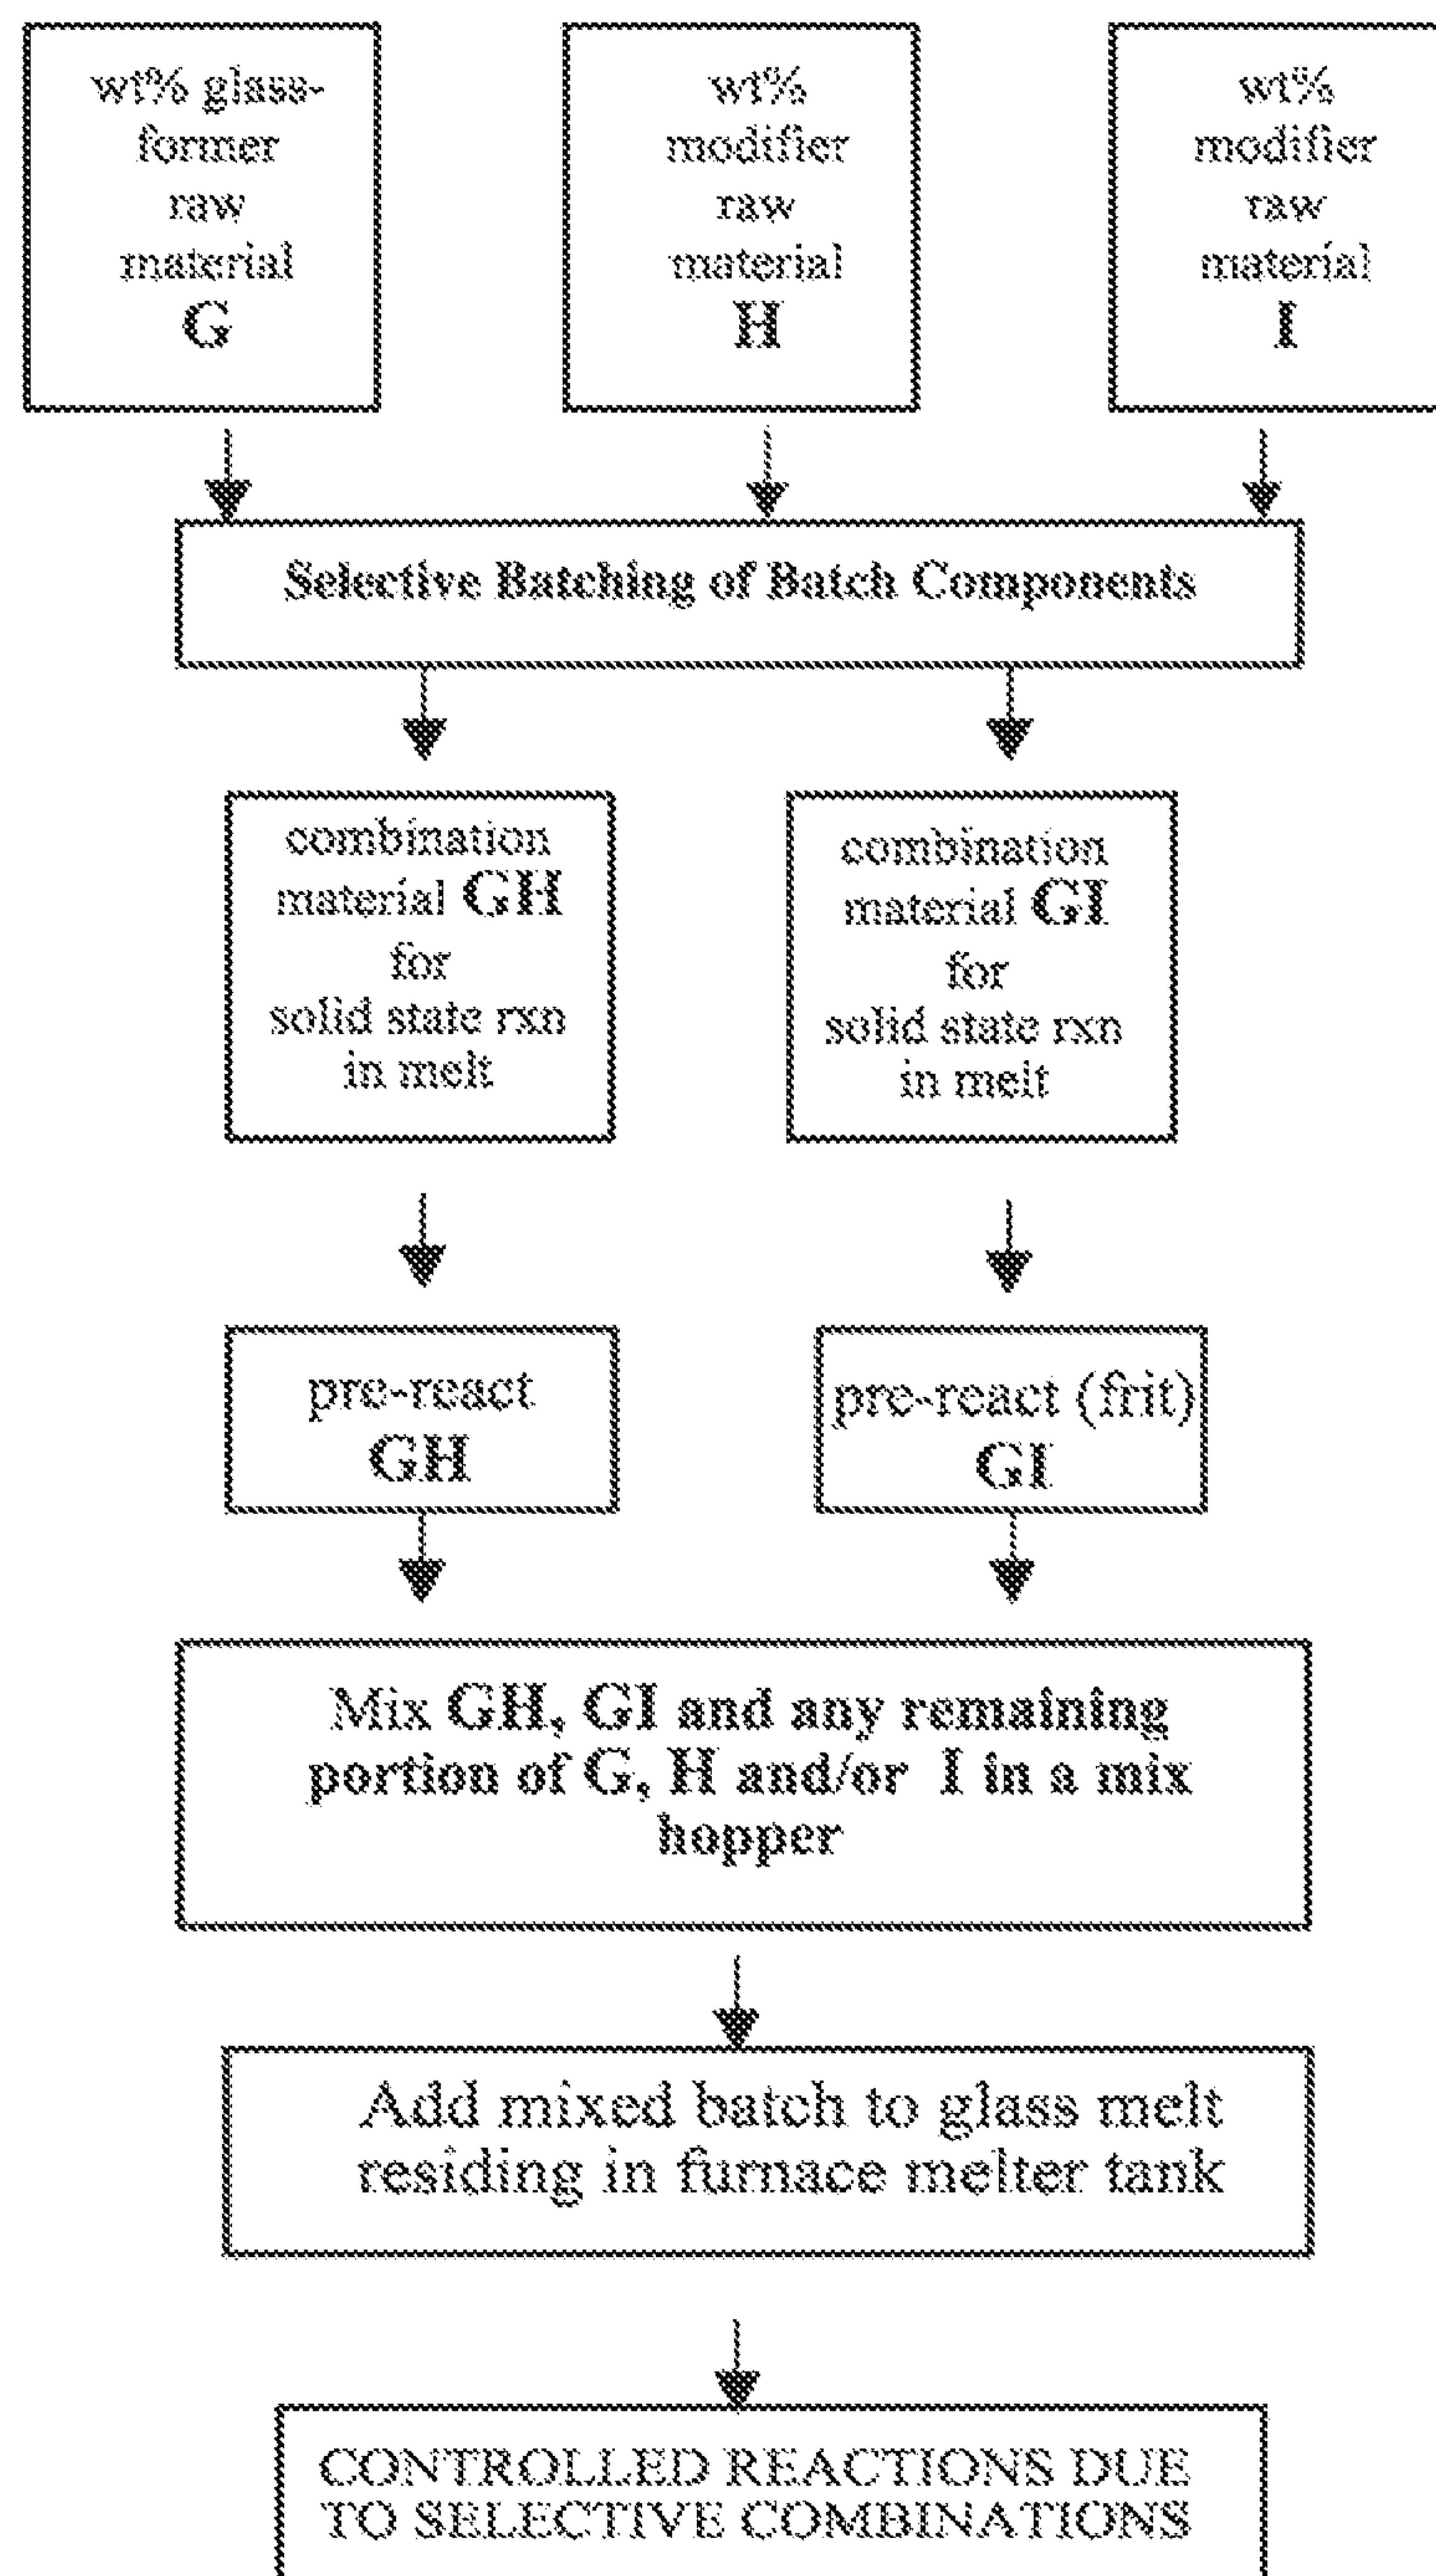 wt% glass-
former
raw
material
G
wt%
modifier
raw
material
H
wt%
modifier
raw
material
I
Selective Batching of Batch Components
combination
material GH
for
solid state rxn
in melt
combination
material GI
for
solid state rxn
in melt
pre-react
GH
pre-react (frit)
GI
Mix GH, GI and any remaining
portion of G, H and/or I in a mix
hopper
Add mixed batch to glass melt
residing in furnace melter tank
CONTROLLED REACTIONS DUE
TO SELECTIVE COMBINATIONS